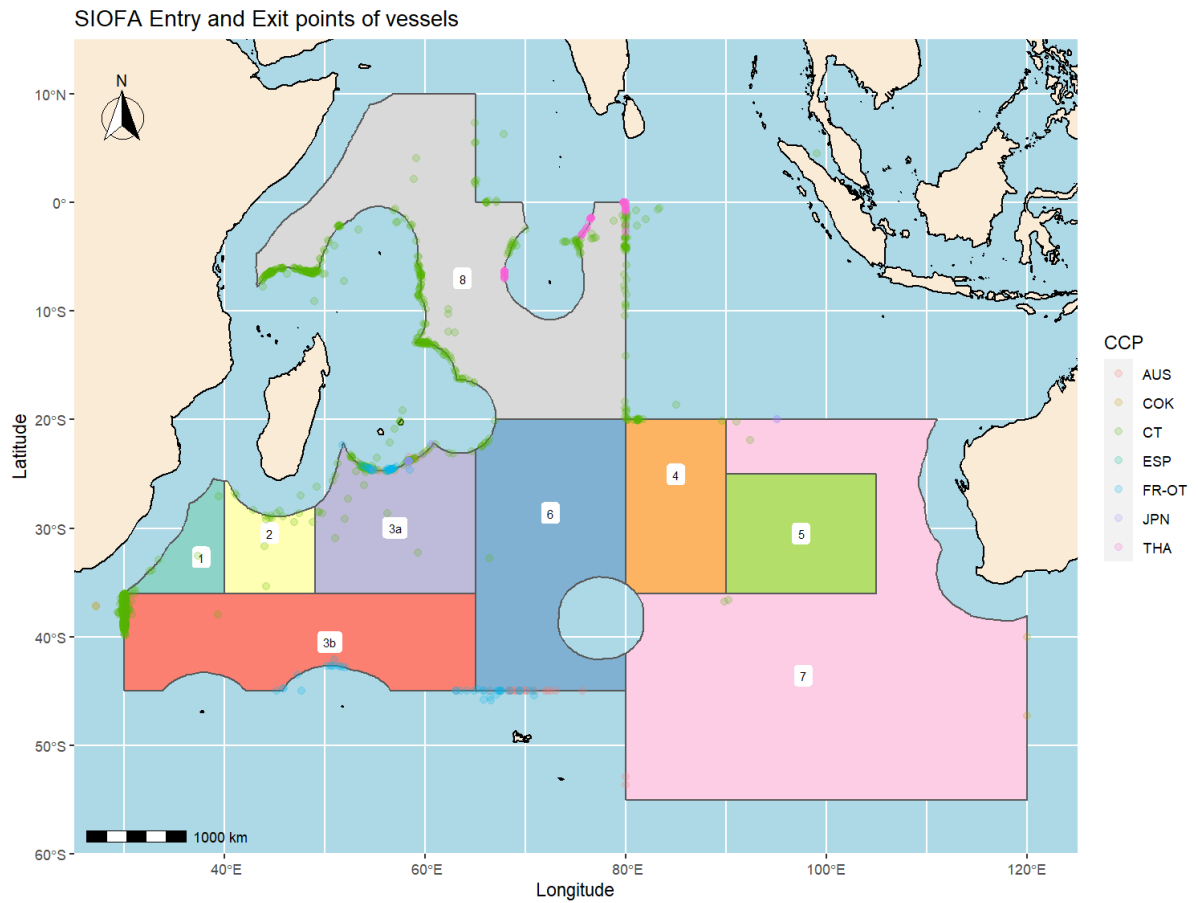 SIOFA Entry and Exit points of vessels
N
10°N
0°
10°S
20°S
30°S
40°S
50°S
60°S
Latitude
8
4
6
3a
2
5
1
3b
7
1000 km
40°E
60°E
80°E
100°E
120°E
Longitude
CCP
AUS
COK
CT
ESP
FR-OT
JPN
THA